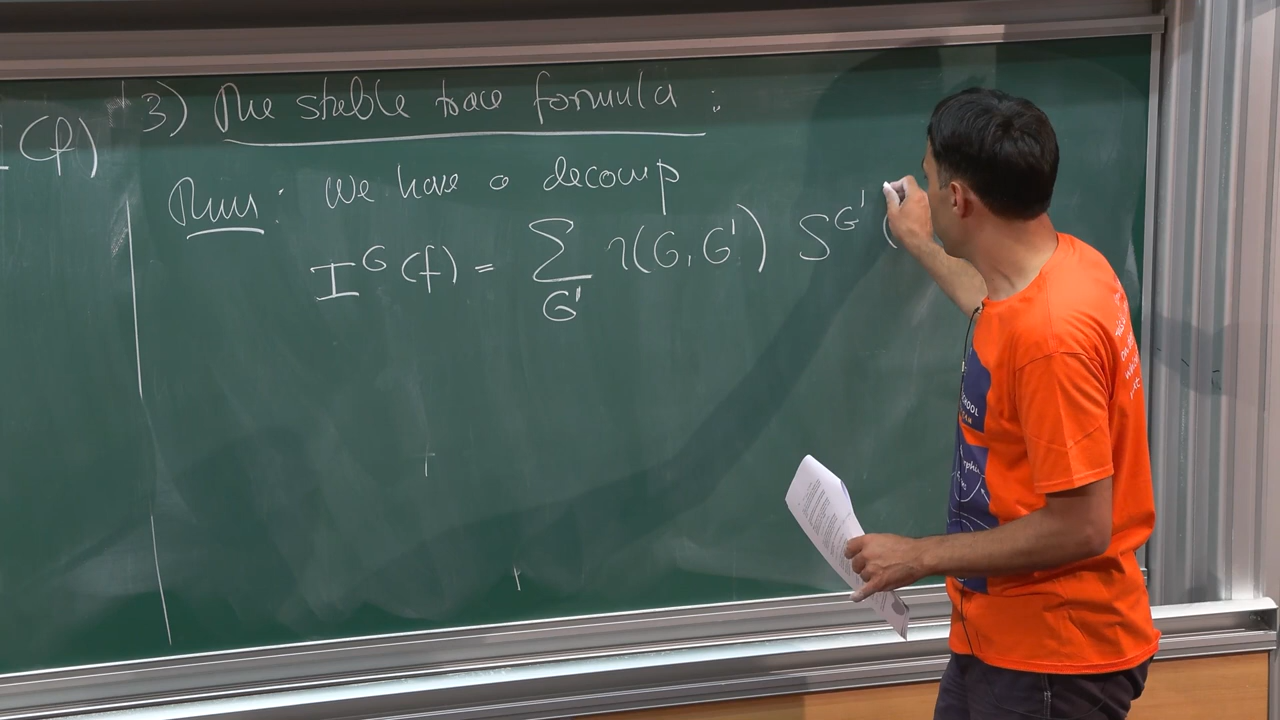 (f)
3) The stable trace formula :
Thm : We have a decomp
I^G (f) = ∑_{G'} ι(G, G') S^{G'} (